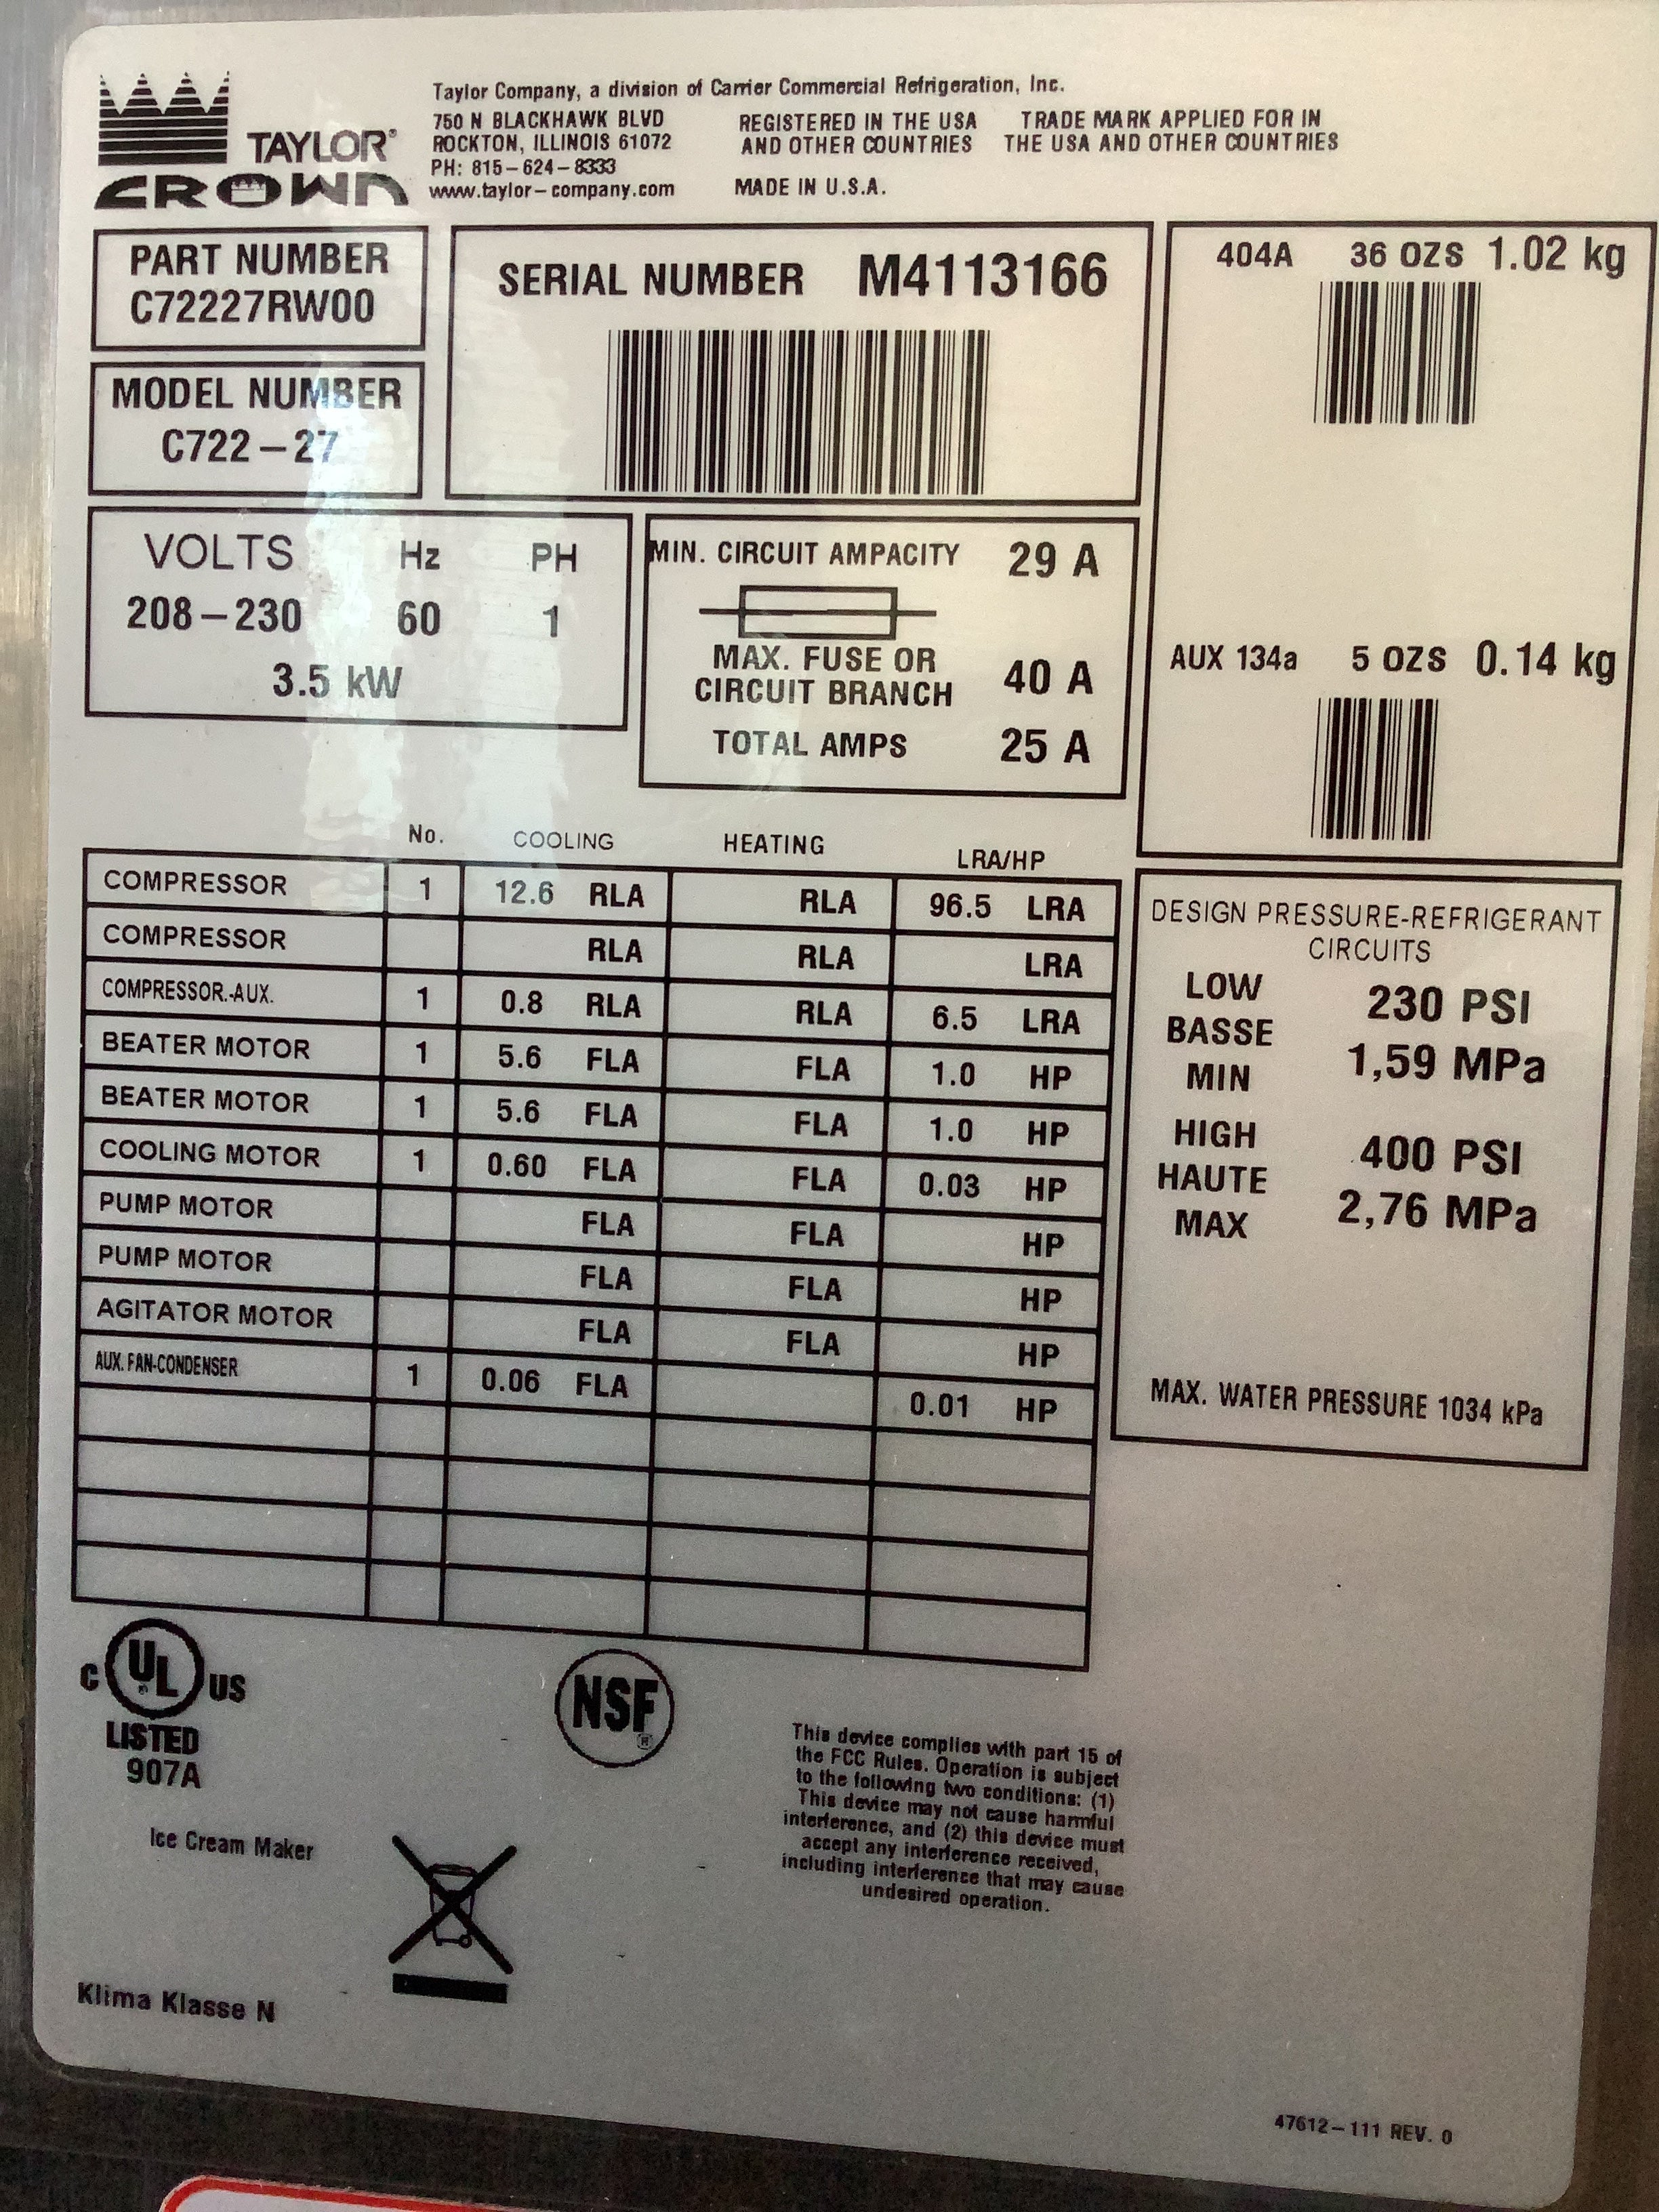 TAYLOR®
CROWN
Taylor Company, a division of Carrier Commercial Refrigeration, Inc.
750 N BLACKHAWK BLVD
ROCKTON, ILLINOIS 61072
PH: 815-624-8333
www.taylor-company.com
REGISTERED IN THE USA
AND OTHER COUNTRIES
MADE IN U.S.A.
TRADE MARK APPLIED FOR IN
THE USA AND OTHER COUNTRIES
PART NUMBER
C72227RW00
MODEL NUMBER
C722-27
SERIAL NUMBER M4113166
404A 36 OZS 1.02 kg
AUX 134a 5 OZS 0.14 kg
VOLTS Hz PH
208-230 60 1
3.5 kW
MIN. CIRCUIT AMPACITY 29 A
MAX. FUSE OR
CIRCUIT BRANCH 40 A
TOTAL AMPS 25 A
No. COOLING HEATING LRA/HP
COMPRESSOR 1 12.6 RLA RLA 96.5 LRA
COMPRESSOR RLA RLA LRA
COMPRESSOR.-AUX. 1 0.8 RLA RLA 6.5 LRA
BEATER MOTOR 1 5.6 FLA FLA 1.0 HP
BEATER MOTOR 1 5.6 FLA FLA 1.0 HP
COOLING MOTOR 1 0.60 FLA FLA 0.03 HP
PUMP MOTOR FLA FLA HP
PUMP MOTOR FLA FLA HP
AGITATOR MOTOR FLA FLA HP
AUX. FAN-CONDENSER 1 0.06 FLA 0.01 HP
DESIGN PRESSURE-REFRIGERANT
CIRCUITS
LOW 230 PSI
BASSE
MIN 1,59 MPa
HIGH 400 PSI
HAUTE
MAX 2,76 MPa
MAX. WATER PRESSURE 1034 kPa
C UL® US
LISTED
907A
NSF®
Ice Cream Maker
Klima Klasse N
This device complies with part 15 of
the FCC Rules. Operation is subject
to the following two conditions: (1)
This device may not cause harmful
interference, and (2) this device must
accept any interference received,
including interference that may cause
undesired operation.
47612-111 REV. 0